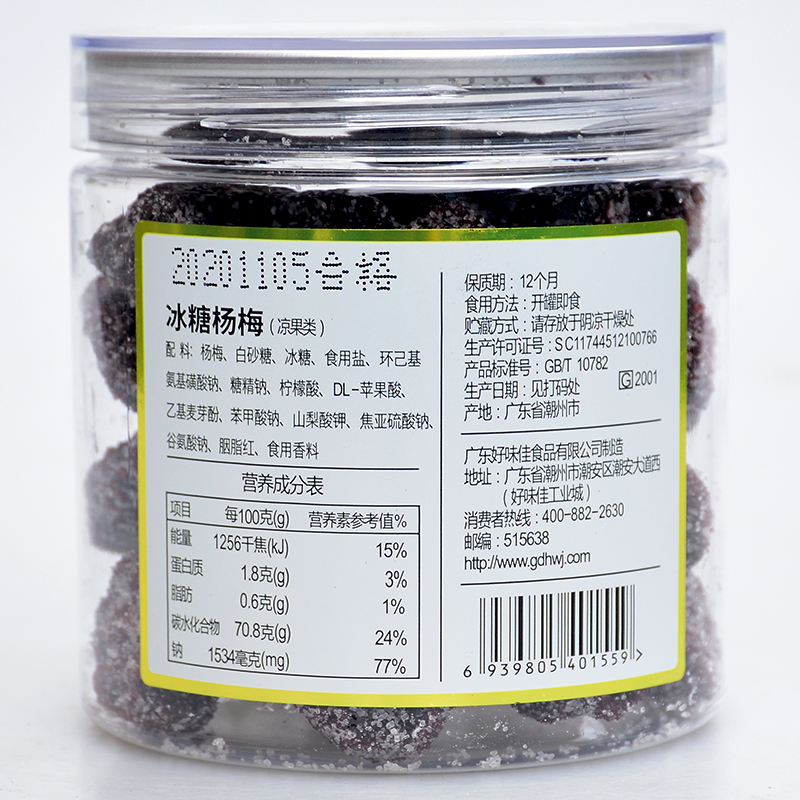 20201105合格
冰糖杨梅(凉果类)
配料:杨梅、白砂糖、冰糖、食用盐、环己基
氨基磺酸钠、糖精钠、柠檬酸、DL-苹果酸、
乙基麦芽酚、苯甲酸钠、山梨酸钾、焦亚硫酸钠、
谷氨酸钠、胭脂红、食用香料
营养成分表
项目 每100克(g) 营养素参考值%
能量 1256千焦(kJ) 15%
蛋白质 1.8克(g) 3%
脂肪 0.6克(g) 1%
碳水化合物 70.8克(g) 24%
钠 1534毫克(mg) 77%
保质期:12个月
食用方法:开罐即食
贮藏方式:请存放于阴凉干燥处
生产许可证号:SC11744512100766
产品标准号:GB/T 10782
生产日期:见打码处 G 2001
产地:广东省潮州市
广东好味佳食品有限公司制造
地址:广东省潮州市潮安区潮安大道西
(好味佳工业城)
消费者热线:400-882-2630
邮编:515638
http://www.gdhwj.com
6 939805 401559 >